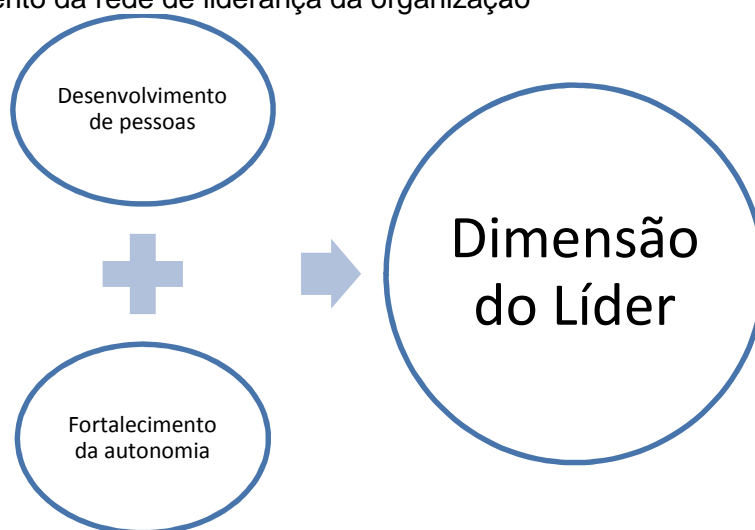 da rede de liderança da organização
Desenvolvimento
de pessoas
Dimensão
do Líder
Fortalecimento
da autonomia